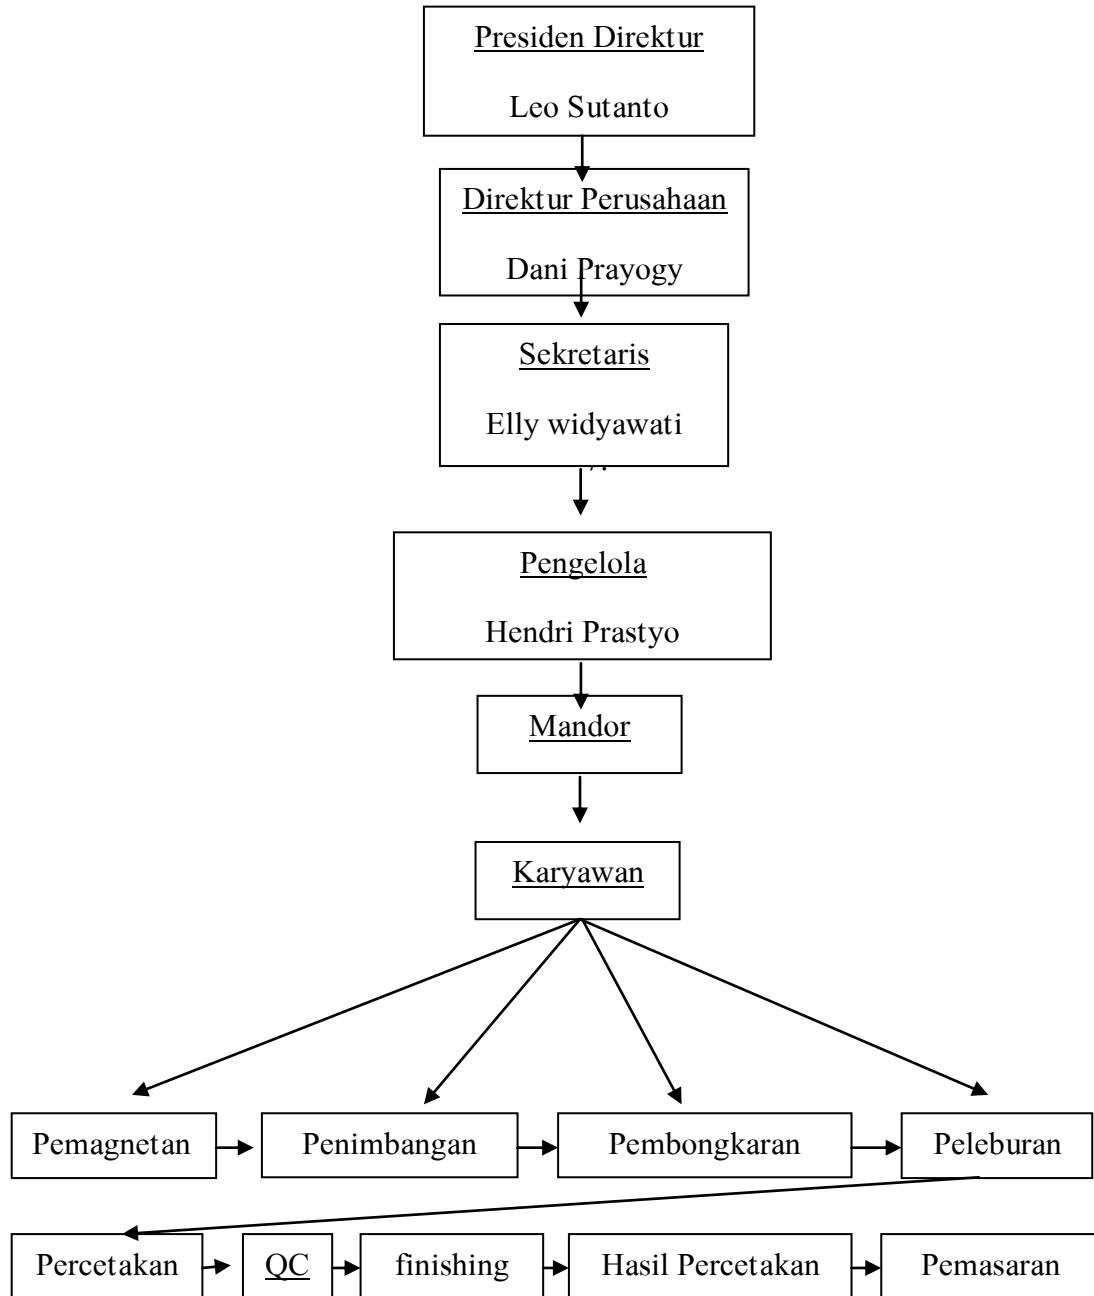 Presiden Direktur
Leo Sutanto
Direktur Perusahaan
Dani Prayogy
Sekretaris
Elly widyawati
Pengelola
Hendri Prastyo
Mandor
Karyawan
Pemagnetan
Penimbangan
Pembongkaran
Peleburan
Percetakan
QC
finishing
Hasil Percetakan
Pemasaran